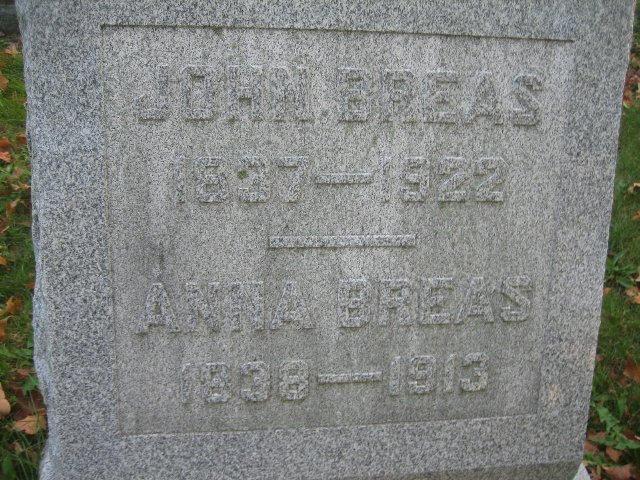 JOHN BREAS
1837—1922
ANNA BREAS
1838—1913